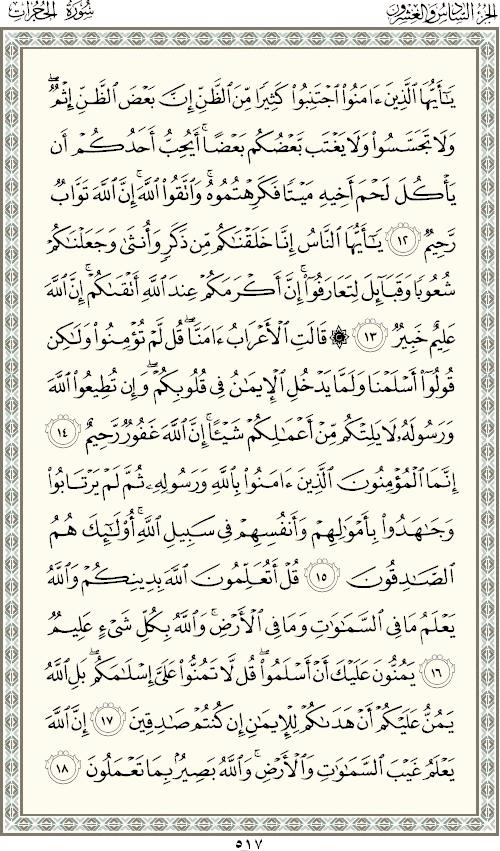 الجزء السادس والعشرون سورة الحجرات
يَٰٓأَيُّهَا ٱلَّذِينَ ءَامَنُوا۟ ٱجْتَنِبُوا۟ كَثِيرًا مِّنَ ٱلظَّنِّ إِنَّ بَعْضَ ٱلظَّنِّ إِثْمٌ ۖ
وَلَا تَجَسَّسُوا۟ وَلَا يَغْتَب بَّعْضُكُم بَعْضًا ۚ أَيُحِبُّ أَحَدُكُمْ أَن
يَأْكُلَ لَحْمَ أَخِيهِ مَيْتًا فَكَرِهْتُمُوهُ ۚ وَٱتَّقُوا۟ ٱللَّهَ ۚ إِنَّ ٱللَّهَ تَوَّابٌ
رَّحِيمٌ ١٢ يَٰٓأَيُّهَا ٱلنَّاسُ إِنَّا خَلَقْنَٰكُم مِّن ذَكَرٍ وَأُنثَىٰ وَجَعَلْنَٰكُمْ
شُعُوبًا وَقَبَآئِلَ لِتَعَارَفُوٓا۟ ۚ إِنَّ أَكْرَمَكُمْ عِندَ ٱللَّهِ أَتْقَىٰكُمْ ۚ إِنَّ ٱللَّهَ
عَلِيمٌ خَبِيرٌ ١٣ ۞ قَالَتِ ٱلْأَعْرَابُ ءَامَنَّا ۖ قُل لَّمْ تُؤْمِنُوا۟ وَلَٰكِن
قُولُوٓا۟ أَسْلَمْنَا وَلَمَّا يَدْخُلِ ٱلْإِيمَٰنُ فِى قُلُوبِكُمْ ۖ وَإِن تُطِيعُوا۟ ٱللَّهَ
وَرَسُولَهُۥ لَا يَلِتْكُم مِّنْ أَعْمَٰلِكُمْ شَيْـًٔا ۚ إِنَّ ٱللَّهَ غَفُورٌ رَّحِيمٌ ١٤
إِنَّمَا ٱلْمُؤْمِنُونَ ٱلَّذِينَ ءَامَنُوا۟ بِٱللَّهِ وَرَسُولِهِۦ ثُمَّ لَمْ يَرْتَابُوا۟
وَجَٰهَدُوا۟ بِأَمْوَٰلِهِمْ وَأَنفُسِهِمْ فِى سَبِيلِ ٱللَّهِ ۚ أُو۟لَٰٓئِكَ هُمُ
ٱلصَّٰدِقُونَ ١٥ قُلْ أَتُعَلِّمُونَ ٱللَّهَ بِدِينِكُمْ وَٱللَّهُ
يَعْلَمُ مَا فِى ٱلسَّمَٰوَٰتِ وَمَا فِى ٱلْأَرْضِ ۚ وَٱللَّهُ بِكُلِّ شَىْءٍ عَلِيمٌ
١٦ يَمُنُّونَ عَلَيْكَ أَنْ أَسْلَمُوا۟ ۖ قُل لَّا تَمُنُّوا۟ عَلَىَّ إِسْلَٰمَكُم ۖ بَلِ ٱللَّهُ
يَمُنُّ عَلَيْكُمْ أَنْ هَدَىٰكُمْ لِلْإِيمَٰنِ إِن كُنتُمْ صَٰدِقِينَ ١٧ إِنَّ ٱللَّهَ
يَعْلَمُ غَيْبَ ٱلسَّمَٰوَٰتِ وَٱلْأَرْضِ ۚ وَٱللَّهُ بَصِيرٌۢ بِمَا تَعْمَلُونَ ١٨
٥١٧